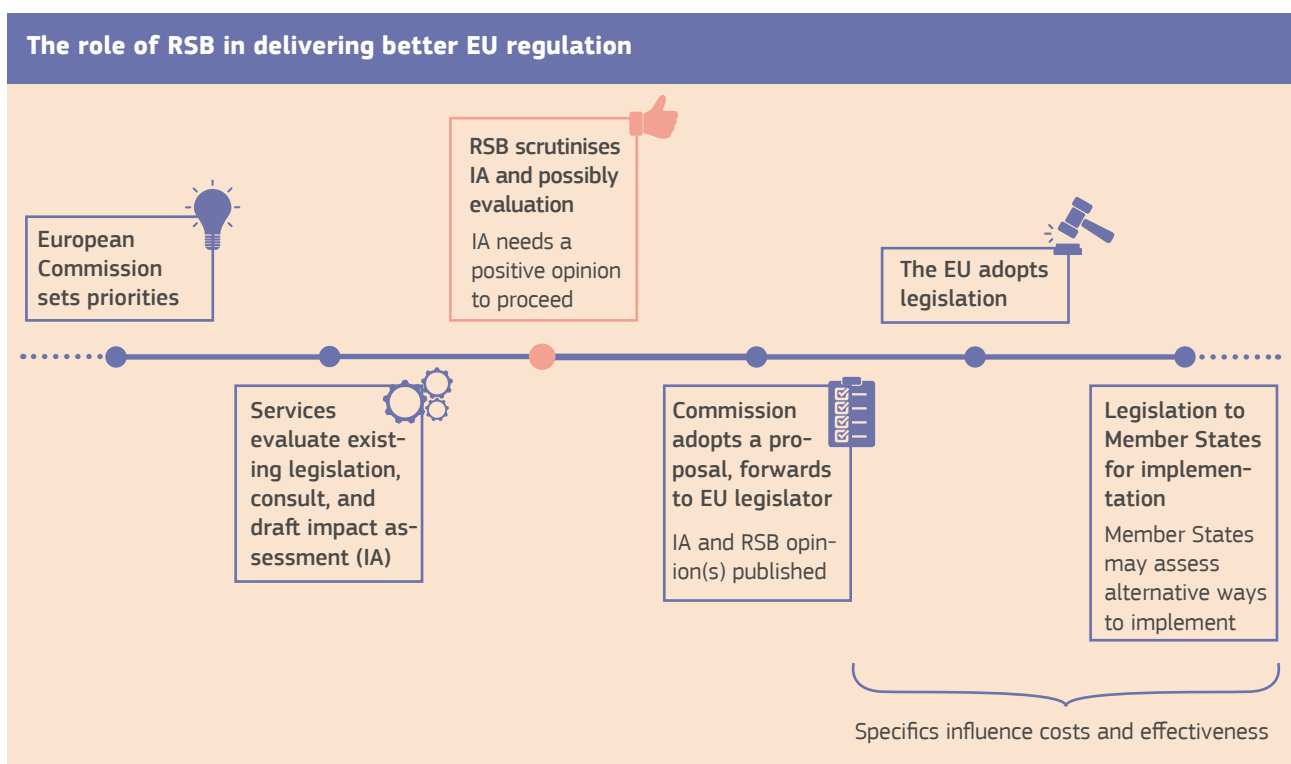 The role of RSB in delivering better EU regulation
European
Commission
sets priorities
Services
evaluate exist-
ing legislation,
consult, and
draft impact as-
sessment (IA)
RSB scrutinises
IA and possibly
evaluation
IA needs a
positive opinion
to proceed
Commission
adopts a pro-
posal, forwards
to EU legislator
IA and RSB opin-
ion(s) published
The EU adopts
legislation
Legislation to
Member States
for implemen-
tation
Member States
may assess
alternative ways
to implement
Specifics influence costs and effectiveness